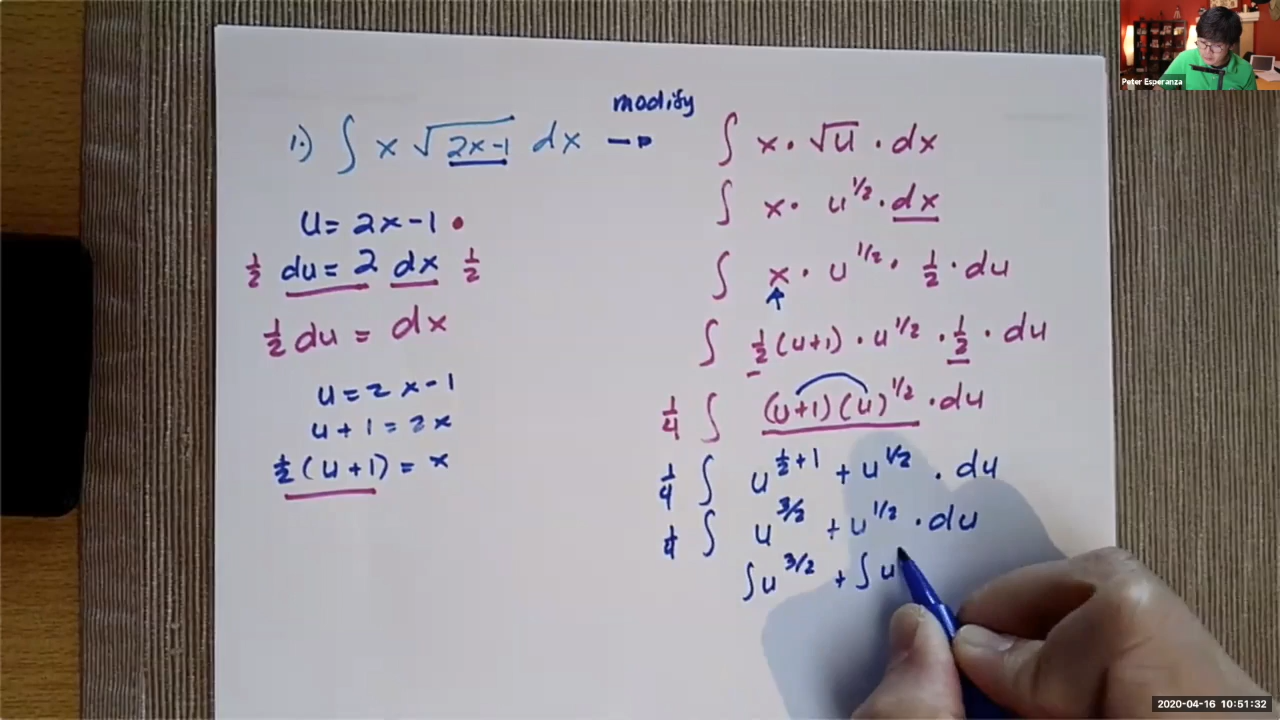 modify
1.) ∫ x √(2x-1) dx →
u = 2x-1 •
½ du = 2 dx ½
½ du = dx
u = 2x-1
u+1 = 2x
½(u+1) = x
∫ x • √u • dx
∫ x • u^1/2 • dx
∫ x • u^1/2 • ½ • du
∫ ½(u+1) • u^1/2 • ½ • du
¼ ∫ (u+1)(u)^1/2 • du
¼ ∫ u^½+1 + u^1/2 • du
¼ ∫ u^3/2 + u^1/2 • du
∫u^3/2 + ∫u
Peter Esperanza
2020-04-16 10:51:32